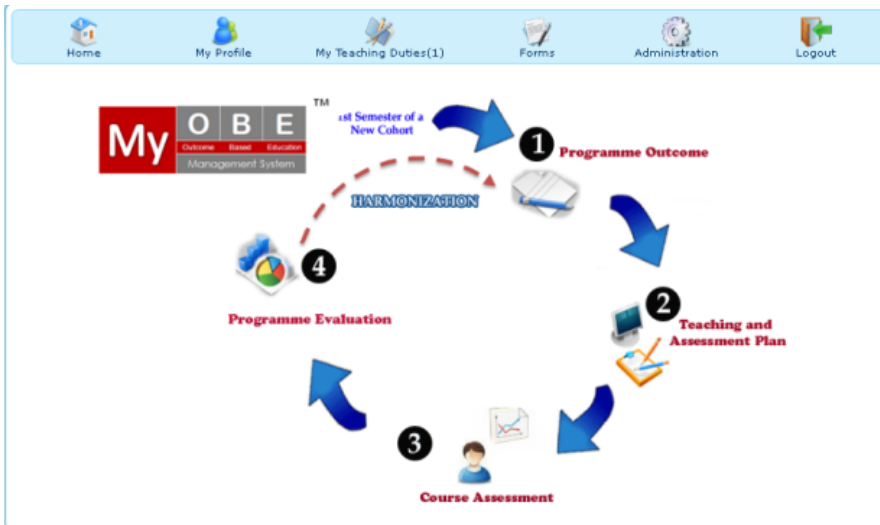 Home
My Profile
My Teaching Duties(1)
Forms
Administration
Logout
My
O B E
Outcome Based Education
Management System
TM
1st Semester of a
New Cohort
1
Programme Outcome
HARMONIZATION
4
Programme Evaluation
2
Teaching and
Assessment Plan
3
Course Assessment